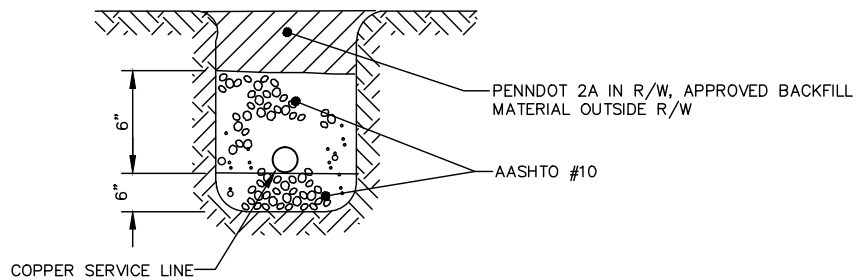 PENNDOT 2A IN R/W, APPROVED BACKFILL
MATERIAL OUTSIDE R/W
6"
AASHTO #10
6"
COPPER SERVICE LINE